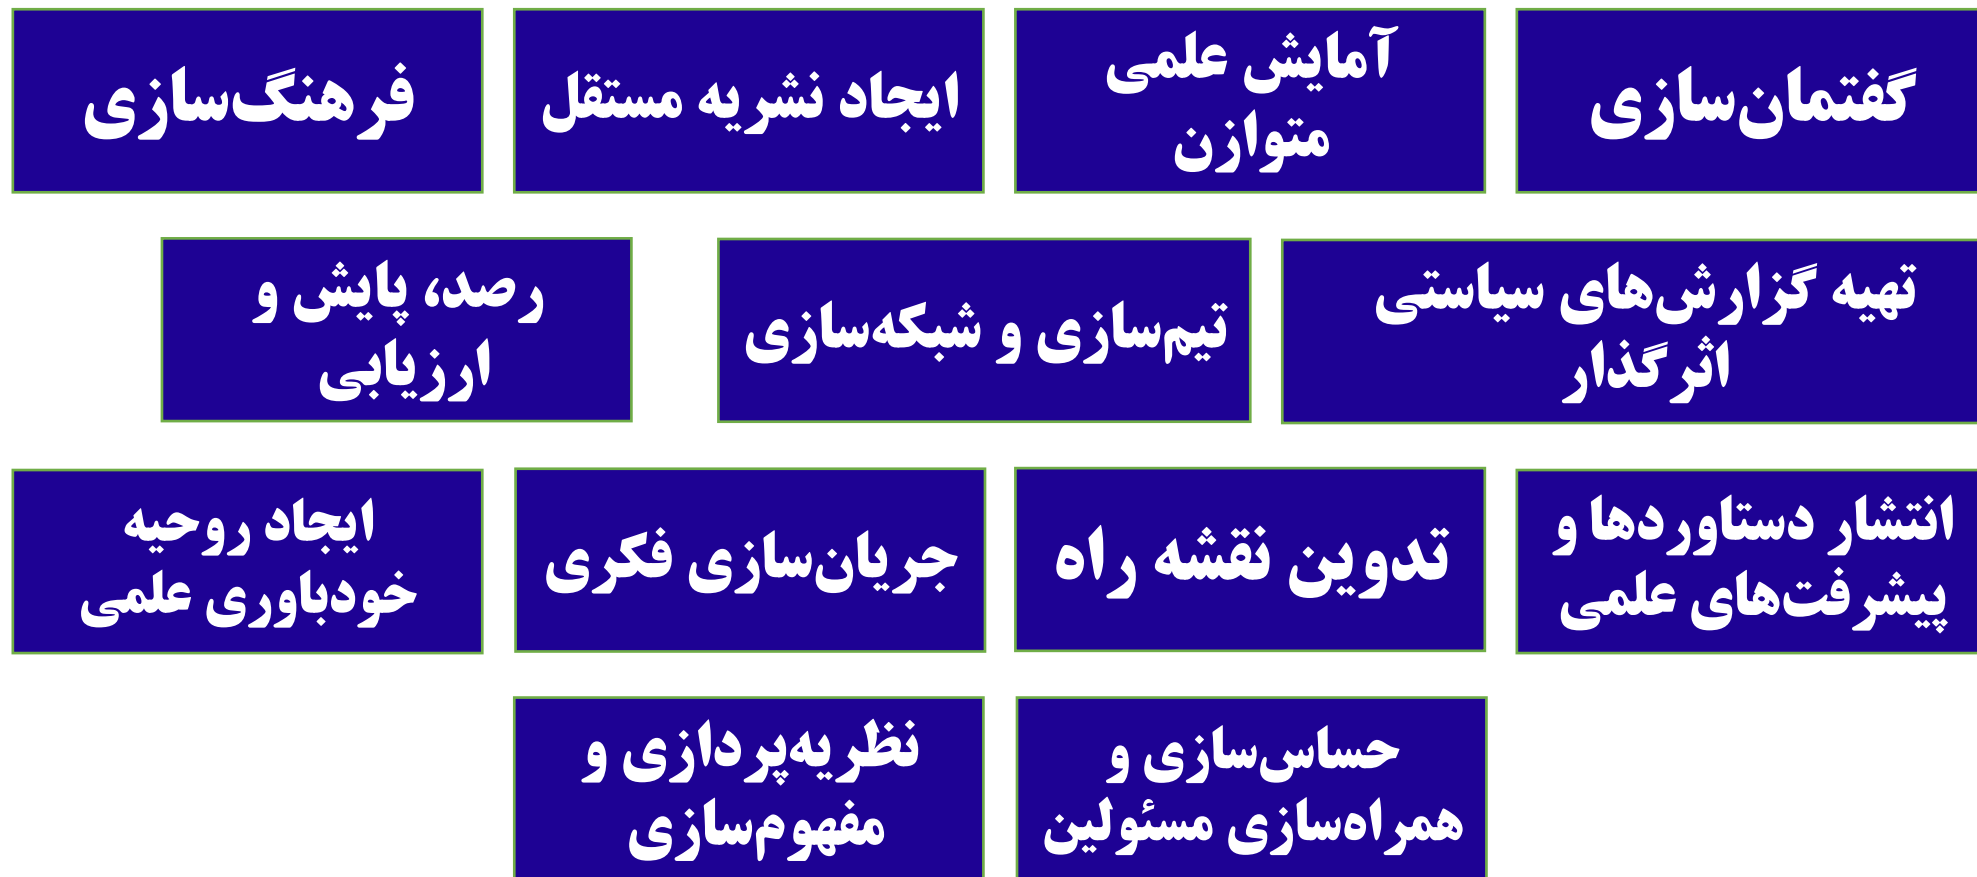 گفتمان‌سازی
آمایش علمی
متوازن
ایجاد نشریه مستقل
فرهنگ‌سازی
تهیه گزارش‌های سیاستی
اثرگذار
تیم‌سازی و شبکه‌سازی
رصد، پایش و
ارزیابی
انتشار دستاوردها و
پیشرفت‌های علمی
تدوین نقشه راه
جریان‌سازی فکری
ایجاد روحیه
خودباوری علمی
حساس‌سازی و
همراه‌سازی مسئولین
نظریه‌پردازی و
مفهوم‌سازی